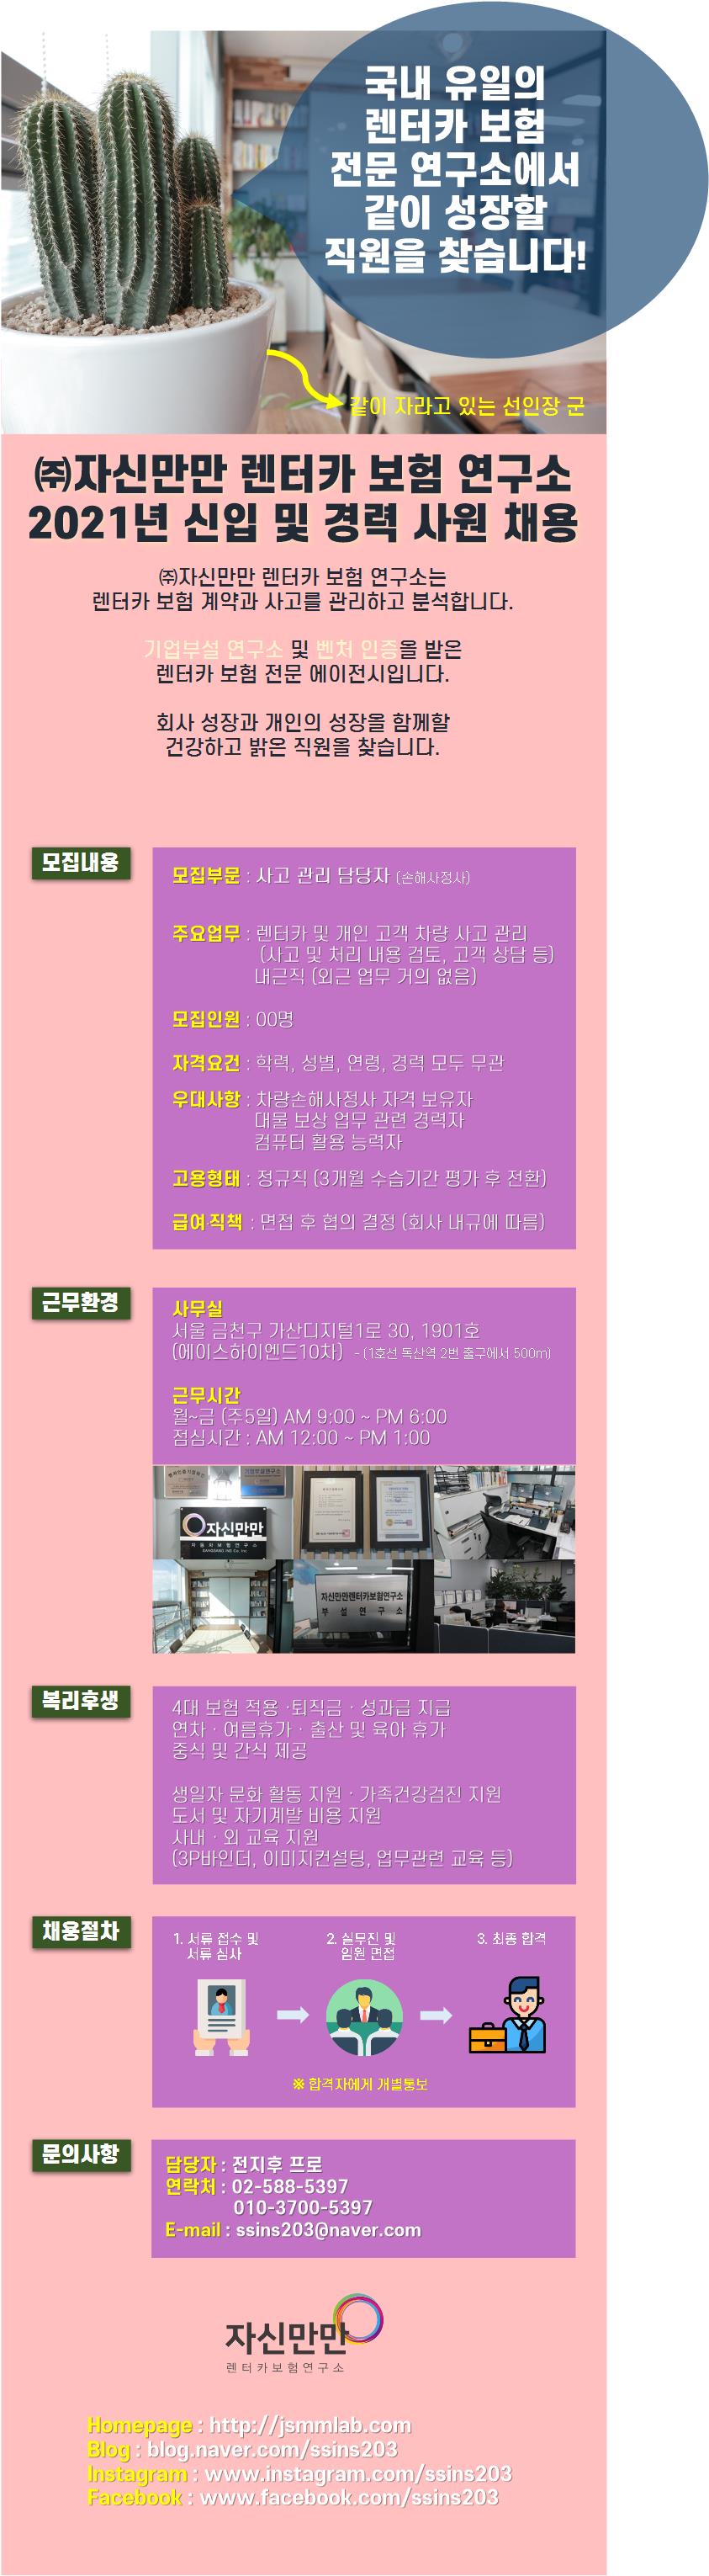 국내 유일의
렌터카 보험
전문 연구소에서
같이 성장할
직원을 찾습니다!
같이 자라고 있는 선인장 군
㈜자신만만 렌터카 보험 연구소
2021년 신입 및 경력 사원 채용
㈜자신만만 렌터카 보험 연구소는
렌터카 보험 계약과 사고를 관리하고 분석합니다.
기업부설 연구소 및 벤처 인증을 받은
렌터카 보험 전문 에이전시입니다.
회사 성장과 개인의 성장을 함께할
건강하고 밝은 직원을 찾습니다.
모집내용
모집부문 : 사고 관리 담당자 (손해사정사)
주요업무 : 렌터카 및 개인 고객 차량 사고 관리
(사고 및 처리 내용 검토, 고객 상담 등)
내근직 (외근 업무 거의 없음)
모집인원 : 00명
자격요건 : 학력, 성별, 연령, 경력 모두 무관
우대사항 : 차량손해사정사 자격 보유자
대물 보상 업무 관련 경력자
컴퓨터 활용 능력자
고용형태 : 정규직 (3개월 수습기간 평가 후 전환)
급여직책 : 면접 후 협의 결정 (회사 내규에 따름)
근무환경
사무실
서울 금천구 가산디지털1로 30, 1901호
(에이스하이엔드10차) - (1호선 독산역 2번 출구에서 500m)
근무시간
월~금 (주5일) AM 9:00 ~ PM 6:00
점심시간 : AM 12:00 ~ PM 1:00
기업부설연구소
자신만만
자동차보험연구소
자신만만렌터카보험연구소
부설연구소
복리후생
4대 보험 적용 ·퇴직금 · 성과급 지급
연차 · 여름휴가 · 출산 및 육아 휴가
중식 및 간식 제공
생일자 문화 활동 지원 · 가족건강검진 지원
도서 및 자기계발 비용 지원
사내 · 외 교육 지원
(3P바인더, 이미지컨설팅, 업무관련 교육 등)
채용절차
1. 서류 접수 및
서류 심사
2. 실무진 및
임원 면접
3. 최종 합격
※ 합격자에게 개별통보
문의사항
담당자 : 전지후 프로
연락처 : 02-588-5397
010-3700-5397
E-mail : ssins203@naver.com
자신만만
렌터카보험연구소
Homepage : http://jsmmlab.com
Blog : blog.naver.com/ssins203
Instagram : www.instagram.com/ssins203
Facebook : www.facebook.com/ssins203